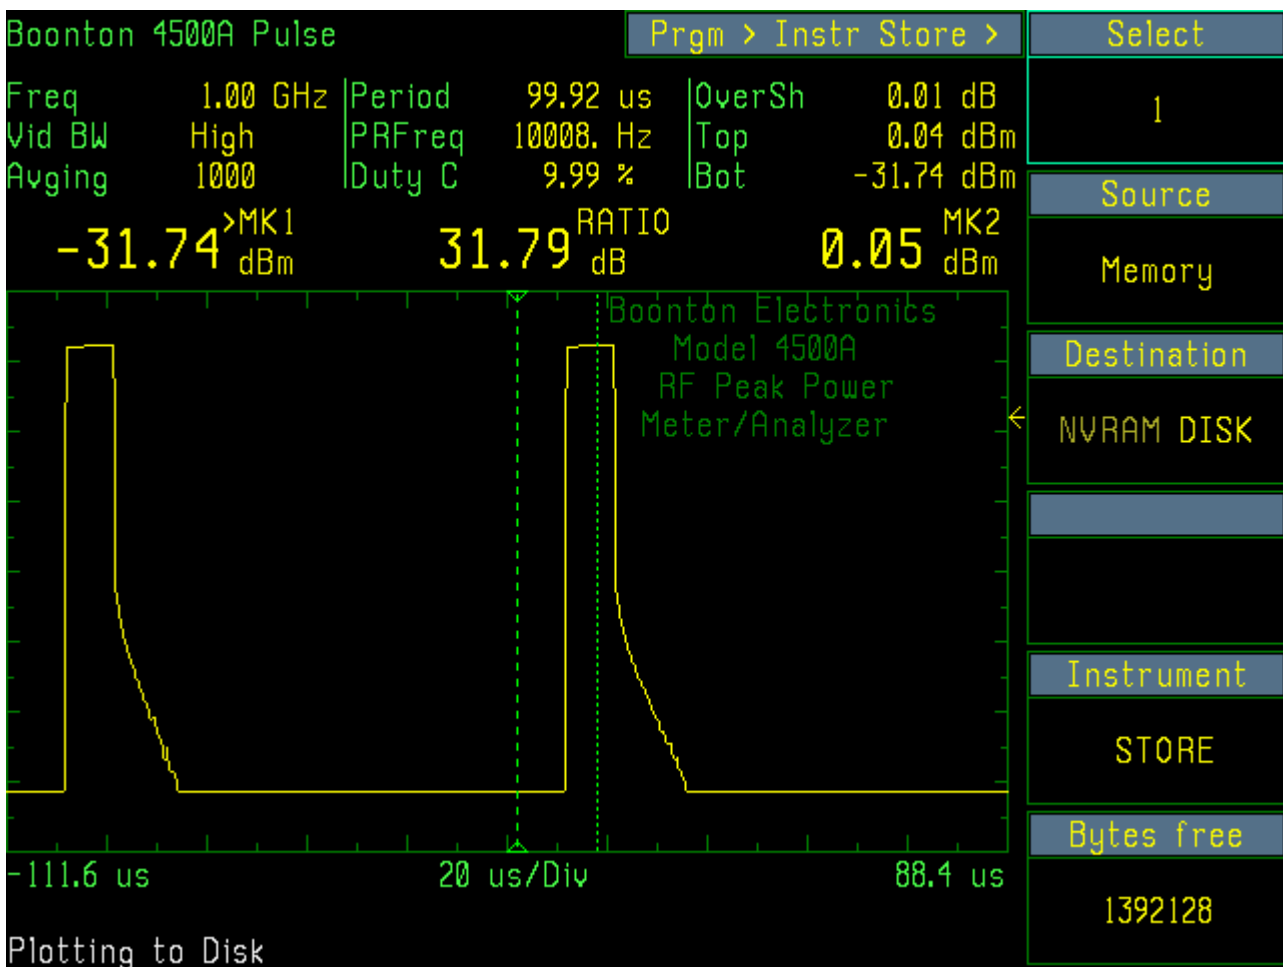 Boonton 4500A Pulse
Prgm > Instr Store >
Select
1
Freq 1.00 GHz Period 99.92 us OverSh 0.01 dB
Vid BW High PRFreq 10008. Hz Top 0.04 dBm
Avging 1000 Duty C 9.99 % Bot -31.74 dBm
-31.74 >MK1 dBm 31.79 RATIO dB 0.05 MK2 dBm
Source
Memory
Boonton Electronics
Model 4500A
RF Peak Power
Meter/Analyzer
Destination
NVRAM DISK
Instrument
STORE
Bytes free
1392128
-111.6 us 20 us/Div 88.4 us
Plotting to Disk